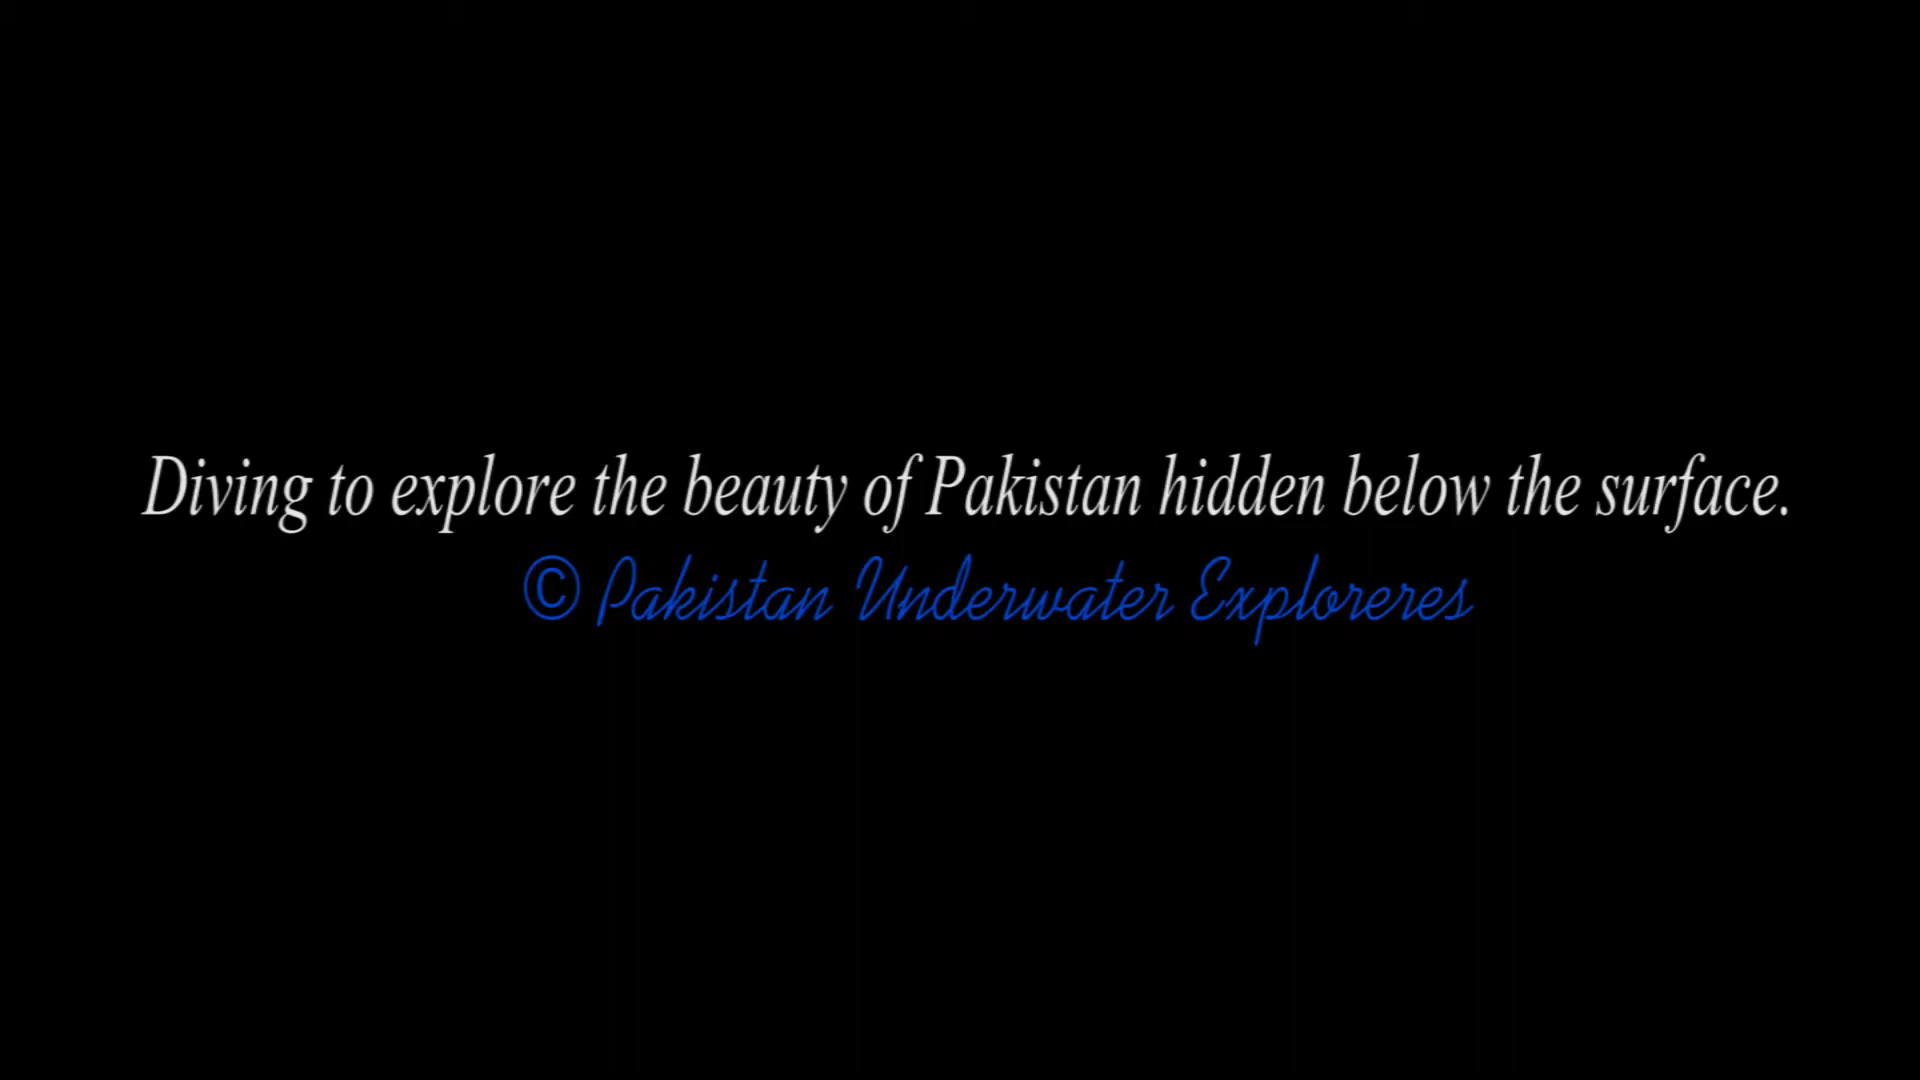 Diving to explore the beauty of Pakistan hidden below the surface.
© Pakistan Underwater Exploreres